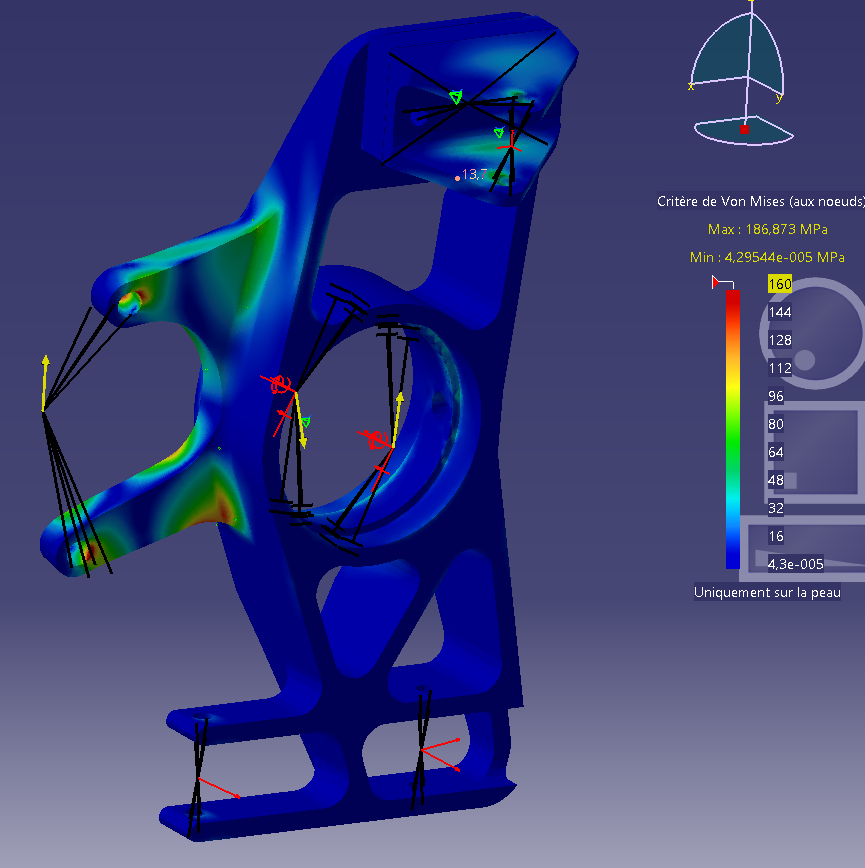 x
y
Critère de Von Mises (aux noeuds)
Max : 186,873 MPa
Min : 4,29544e-005 MPa
160
144
128
112
96
80
64
48
32
16
4,3e-005
Uniquement sur la peau
13,7